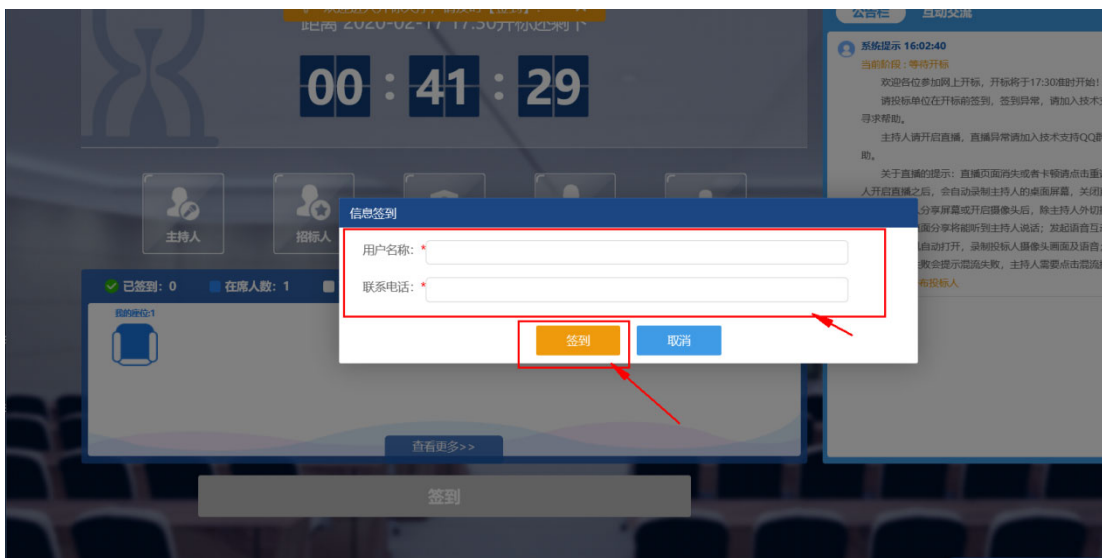 距离 2020-02-17 17:30开标还剩下
00 : 41 : 29
主持人
招标人
已签到: 0
在席人数: 1
我的座位:1
查看更多>>
签到
信息签到
用户名称: *
联系电话: *
签到
取消
公告栏
互动交流
系统提示 16:02:40
当前阶段 : 等待开标
欢迎各位参加网上开标，开标将于17:30准时开始！
请投标单位在开标前签到，签到异常，请加入技术支
寻求帮助。
主持人请开启直播，直播异常请加入技术支持QQ群
助。
关于直播的提示：直播页面消失或者卡顿请点击重
人开启直播之后，会自动录制主持人的桌面屏幕，关闭
分享屏幕或开启摄像头后，除主持人外切
面分享将能听到主持人说话；发起语音互
自动打开，录制投标人摄像头画面及语音
败会提示混流失败，主持人需要点击混流
布投标人